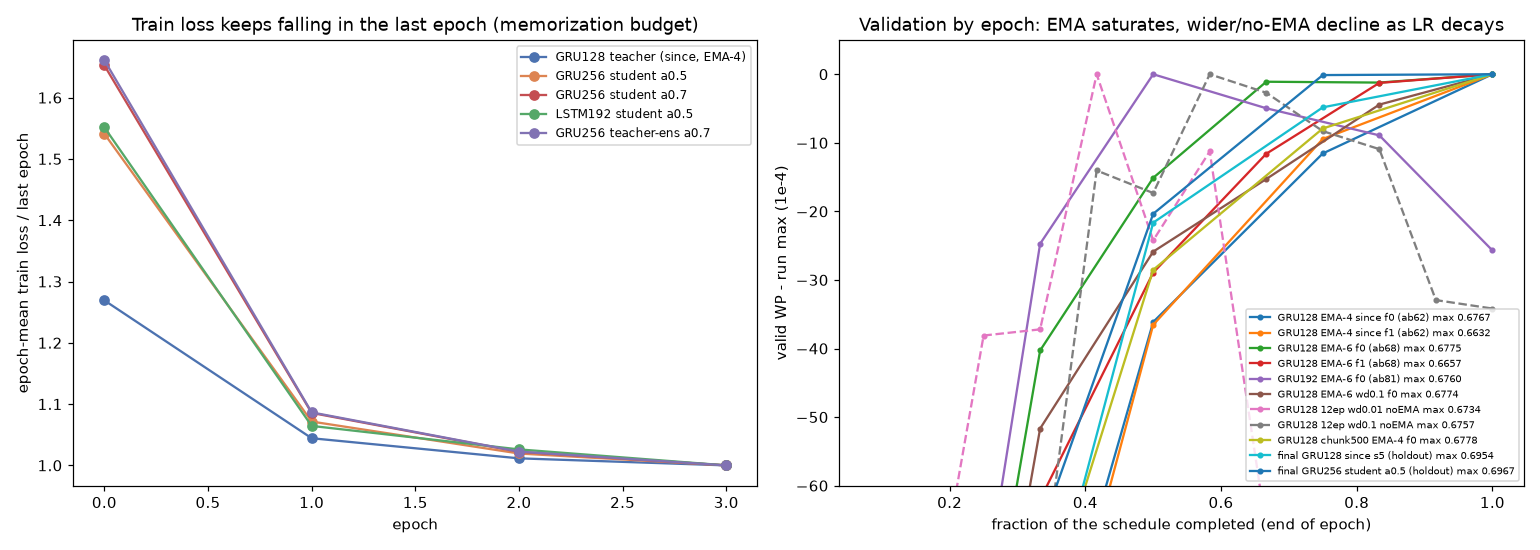 Train loss keeps falling in the last epoch (memorization budget)
epoch-mean train loss / last epoch
1.6
1.5
1.4
1.3
1.2
1.1
1.0
GRU128 teacher (since, EMA-4)
GRU256 student a0.5
GRU256 student a0.7
LSTM192 student a0.5
GRU256 teacher-ens a0.7
0.0
0.5
1.0
1.5
2.0
2.5
3.0
epoch
Validation by epoch: EMA saturates, wider/no-EMA decline as LR decays
valid WP - run max (1e-4)
0
−10
−20
−30
−40
−50
−60
GRU128 EMA-4 since f0 (ab62) max 0.6767
GRU128 EMA-4 since f1 (ab62) max 0.6632
GRU128 EMA-6 f0 (ab68) max 0.6775
GRU128 EMA-6 f1 (ab68) max 0.6657
GRU192 EMA-6 f0 (ab81) max 0.6760
GRU128 EMA-6 wd0.1 f0 max 0.6774
GRU128 12ep wd0.01 noEMA max 0.6734
GRU128 12ep wd0.1 noEMA max 0.6757
GRU128 chunk500 EMA-4 f0 max 0.6778
final GRU128 since s5 (holdout) max 0.6954
final GRU256 student a0.5 (holdout) max 0.6967
0.2
0.4
0.6
0.8
1.0
fraction of the schedule completed (end of epoch)